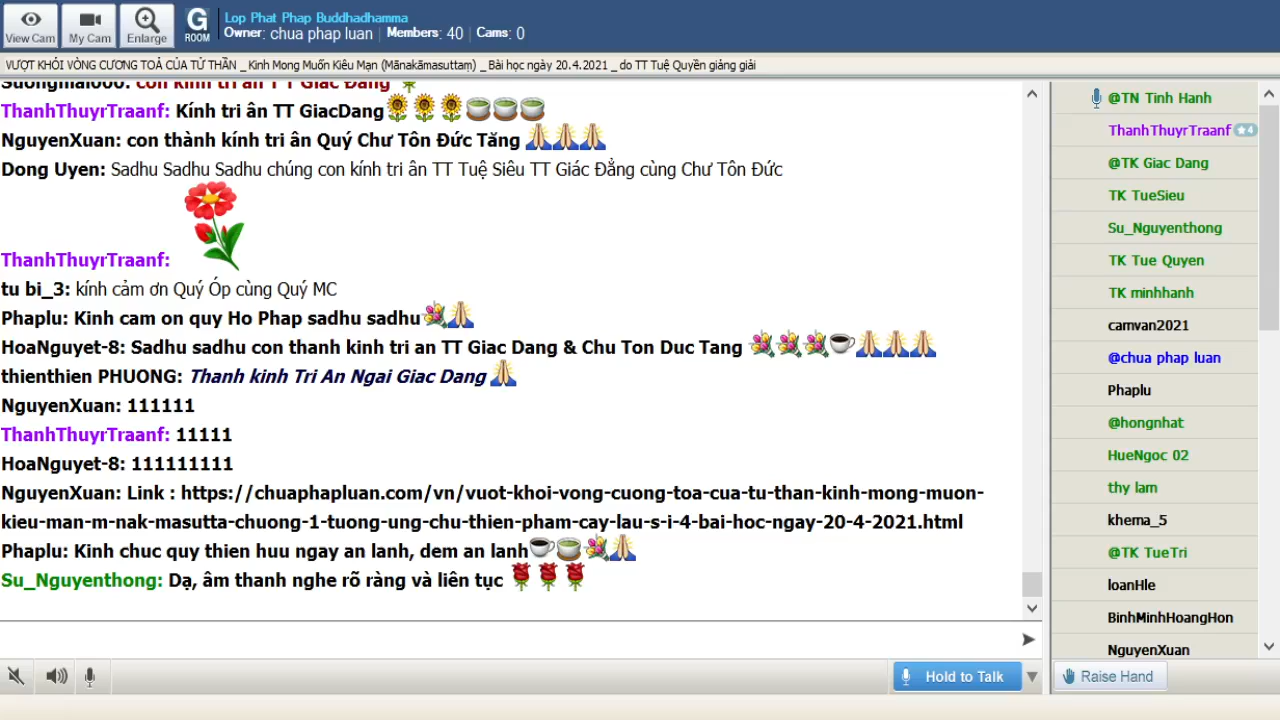 View Cam
My Cam
Enlarge
G
ROOM
Lop Phat Phap Buddhadhamma
Owner: chua phap luan | Members: 40 | Cams: 0
VƯỢT KHỎI VÒNG CƯƠNG TOẢ CỦA TỬ THẦN _ Kinh Mong Muốn Kiêu Mạn (Mānakāmasuttaṃ) _ Bài học ngày 20.4.2021 _ do TT Tuệ Quyền giảng giải
Suongmai000: con kinh tri ân T T Giac Đang
ThanhThuyrTraanf: Kính tri ân TT GiacDang
NguyenXuan: con thành kính tri ân Quý Chư Tôn Đức Tăng
Dong Uyen: Sadhu Sadhu Sadhu chúng con kính tri ân TT Tuệ Siêu TT Giác Đẳng cùng Chư Tôn Đức
ThanhThuyrTraanf:
tu bi_3: kính cảm ơn Quý Óp cùng Quý MC
Phaplu: Kinh cam on quy Ho Phap sadhu sadhu
HoaNguyet-8: Sadhu sadhu con thanh kinh tri an TT Giac Dang & Chu Ton Duc Tang
thienthien PHUONG: Thanh kinh Tri An Ngai Giac Dang
NguyenXuan: 111111
ThanhThuyrTraanf: 11111
HoaNguyet-8: 111111111
NguyenXuan: Link : https://chuaphapluan.com/vn/vuot-khoi-vong-cuong-toa-cua-tu-than-kinh-mong-muon-
kieu-man-m-nak-masutta-chuong-1-tuong-ung-chu-thien-pham-cay-lau-s-i-4-bai-hoc-ngay-20-4-2021.html
Phaplu: Kinh chuc quy thien huu ngay an lanh, dem an lanh
Su_Nguyenthong: Dạ, âm thanh nghe rõ ràng và liên tục
Hold to Talk
@TN Tinh Hanh
ThanhThuyrTraanf ★4
@TK Giac Dang
TK TueSieu
Su_Nguyenthong
TK Tue Quyen
TK minhhanh
camvan2021
@chua phap luan
Phaplu
@hongnhat
HueNgoc 02
thy lam
khema_5
@TK TueTri
loanHle
BinhMinhHoangHon
NguyenXuan
Raise Hand